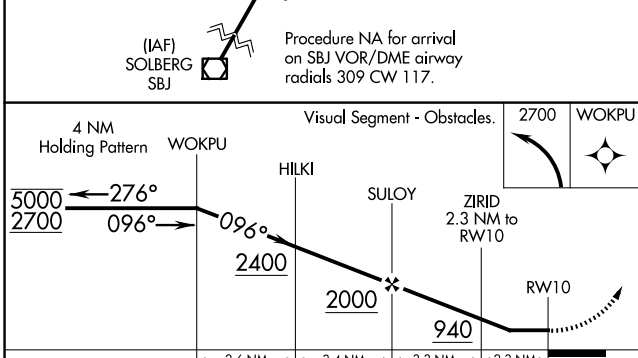 (IAF)
SOLBERG
SBJ
Procedure NA for arrival
on SBJ VOR/DME airway
radials 309 CW 117.
4 NM
Holding Pattern
WOKPU
Visual Segment - Obstacles.
2700
WOKPU
HILKI
SULOY
ZIRID
2.3 NM to
RW10
5000
2700
276°
096°
096°
2400
2000
940
RW10